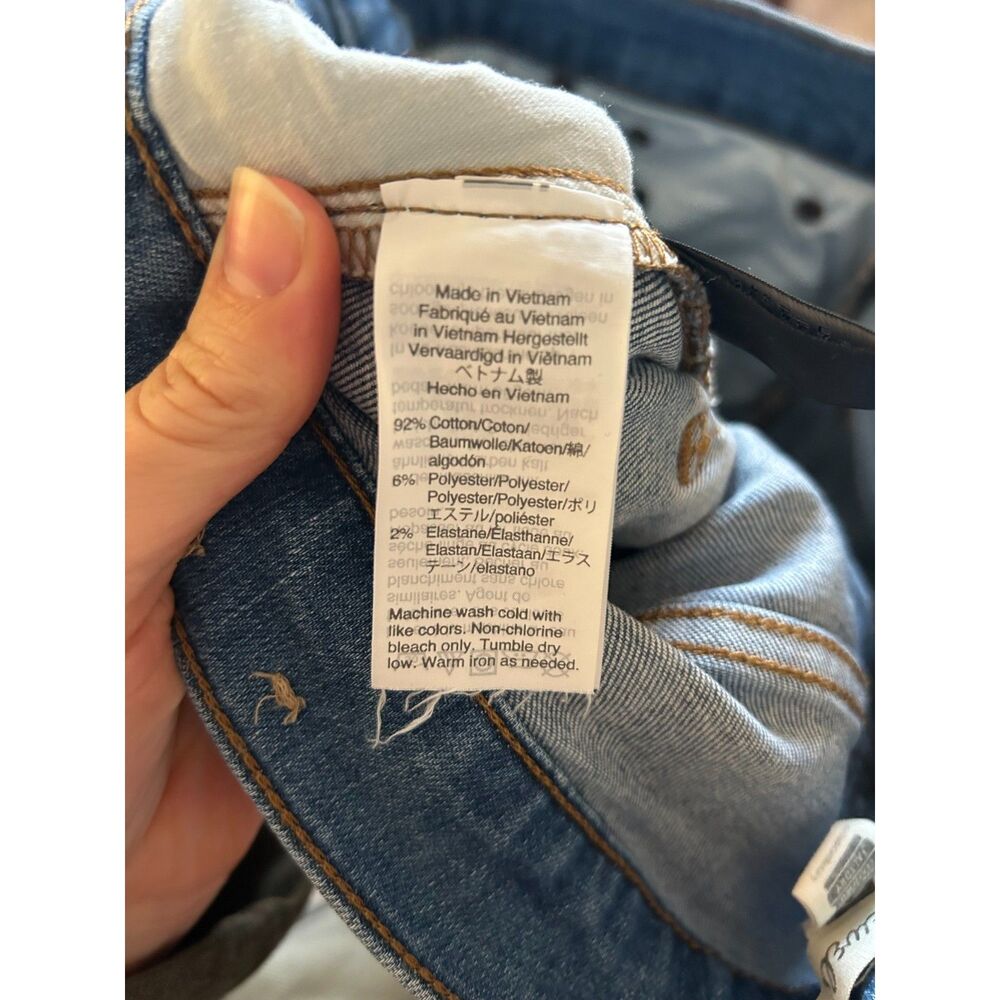 Made in Vietnam
Fabriqué au Vietnam
in Vietnam Hergestellt
Vervaardigd in Viëtnam
ベトナム製
Hecho en Vietnam
92% Cotton/Coton/
Baumwolle/Katoen/綿/
algodón
6% Polyester/Polyester/
Polyester/Polyester/ポリ
エステル/poliéster
2% Elastane/Elasthanne/
Elastan/Elastaan/エラス
テーン/elastano
Machine wash cold with
like colors. Non-chlorine
bleach only. Tumble dry
low. Warm iron as needed.